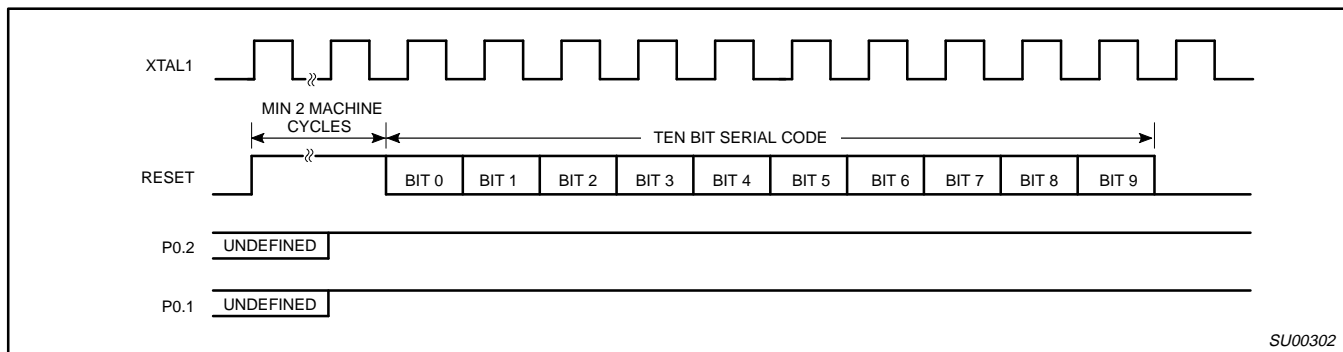 XTAL1
MIN 2 MACHINE
CYCLES
TEN BIT SERIAL CODE
RESET
BIT 0 BIT 1 BIT 2 BIT 3 BIT 4 BIT 5 BIT 6 BIT 7 BIT 8 BIT 9
P0.2 UNDEFINED
P0.1 UNDEFINED
SU00302